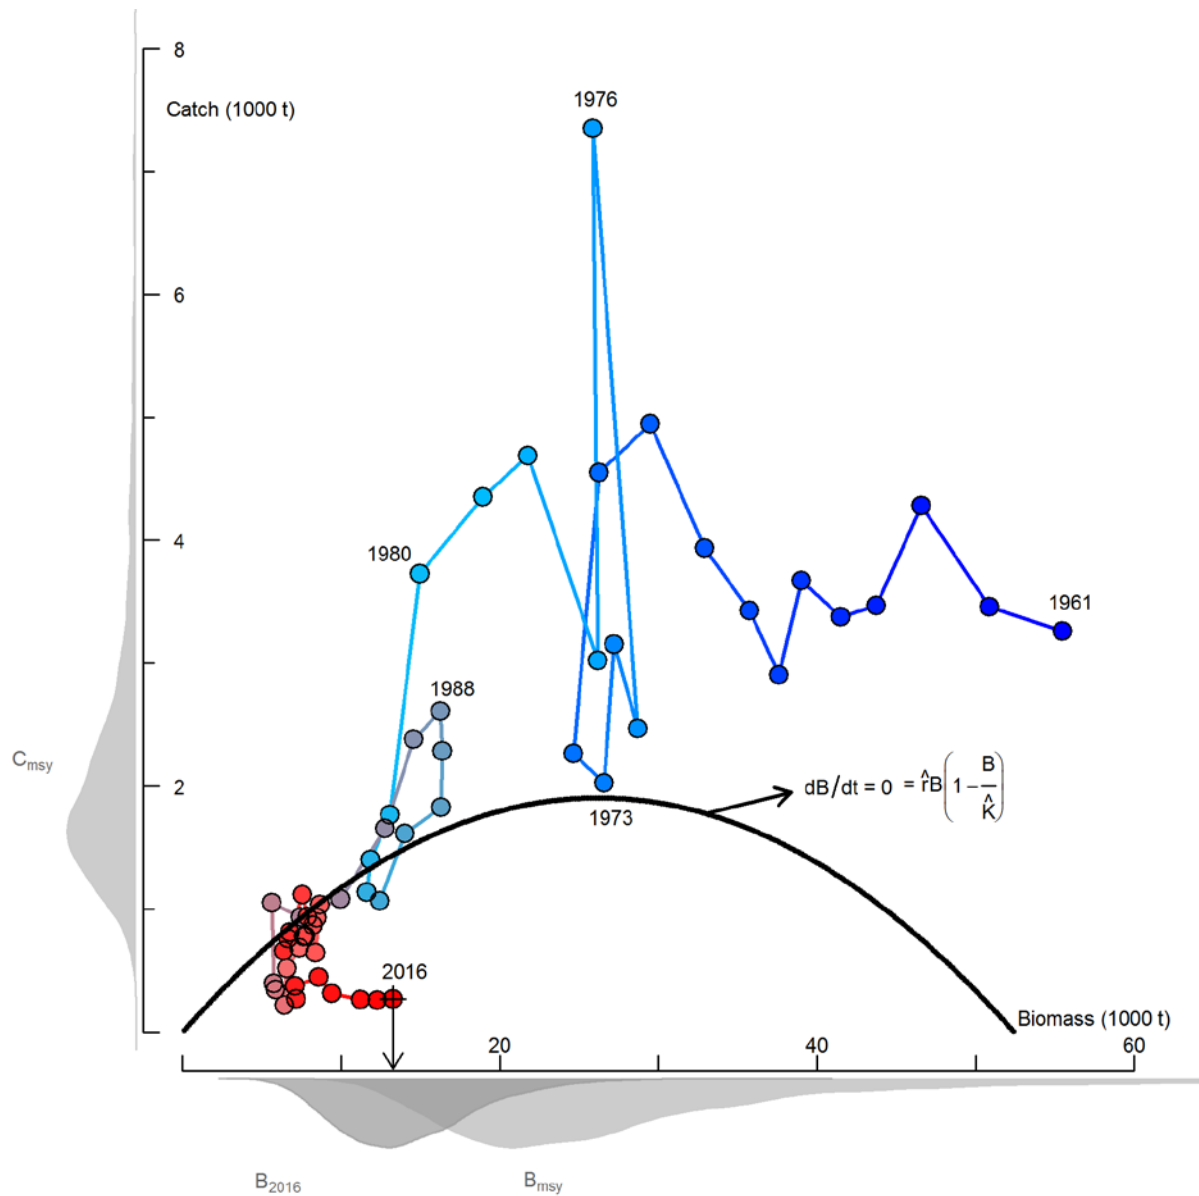 8
Catch (1000 t)
1976
6
4
1980
1961
1988
C_msy
2
dB/dt = 0 = r̂B(1 − B/K̂)
1973
2016
Biomass (1000 t)
20
40
60
B_2016
B_msy